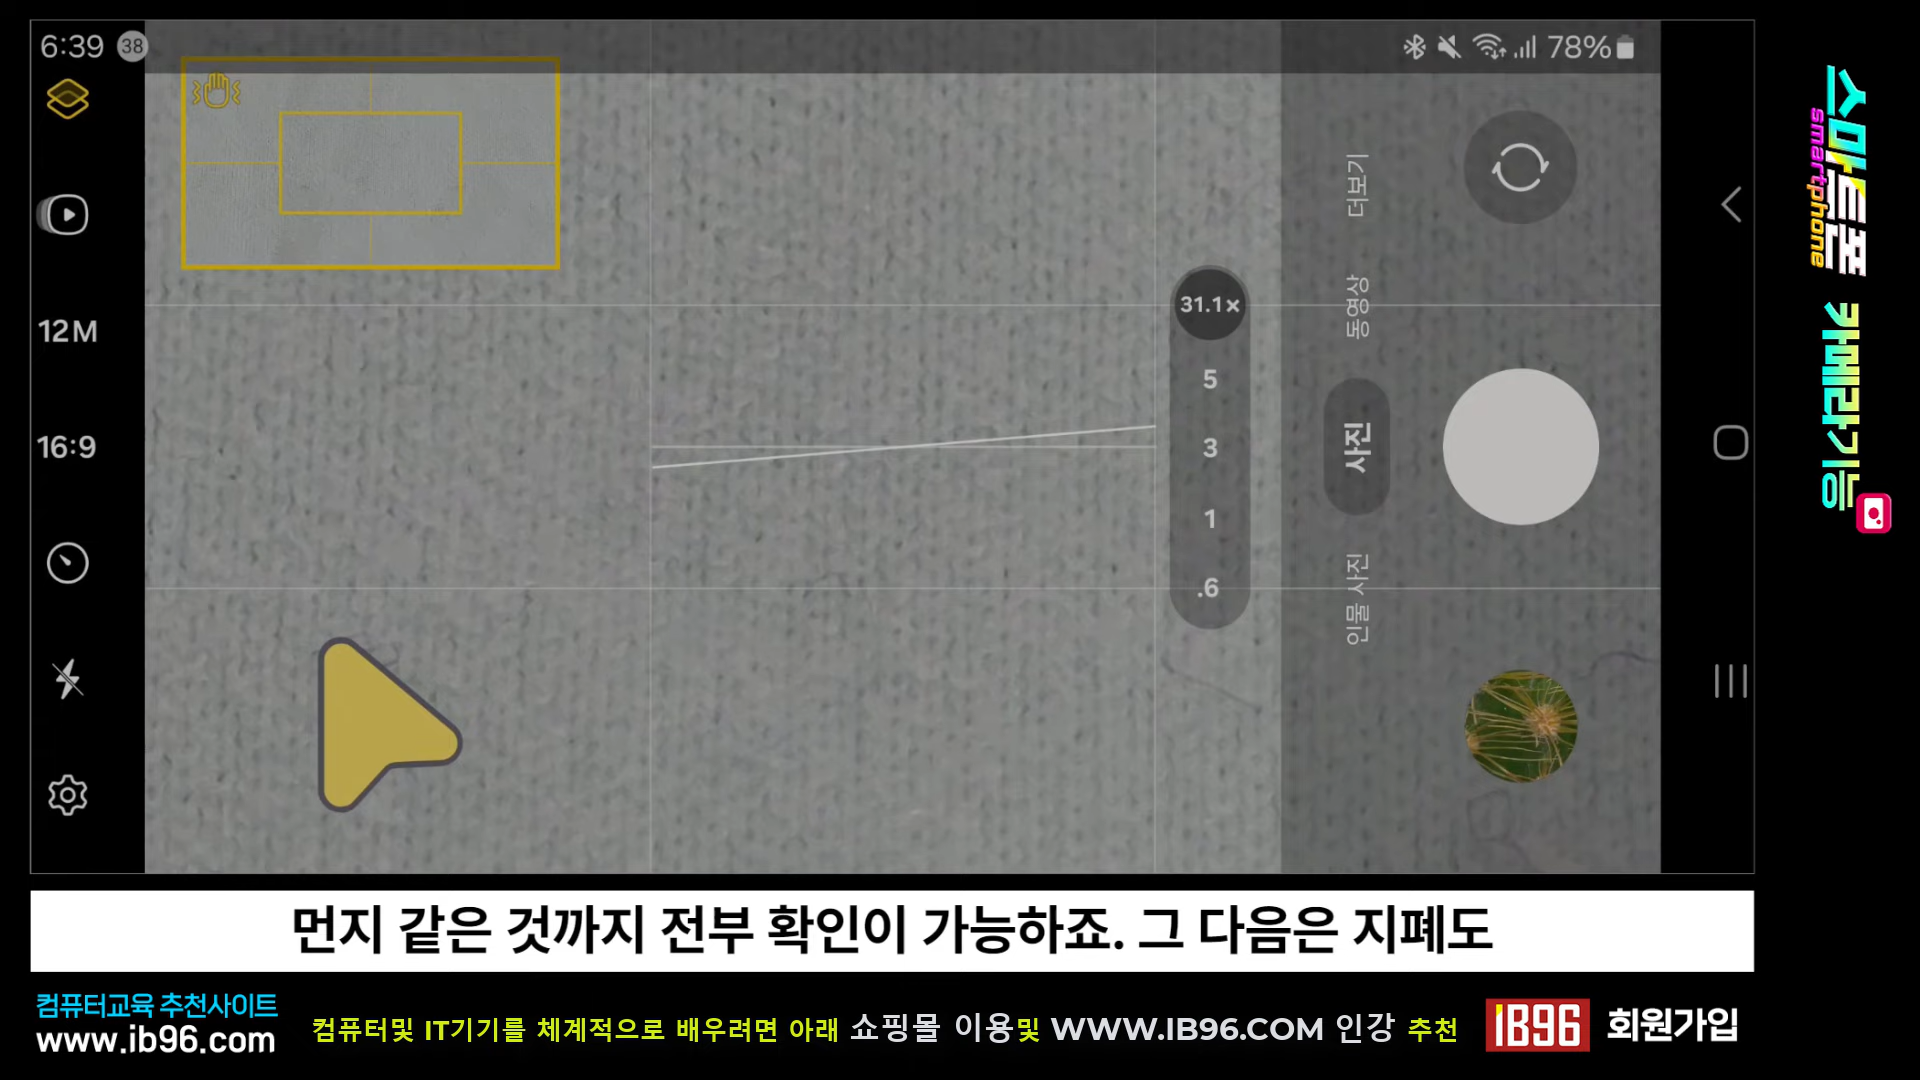 6:39
38
78%
12M
16:9
31.1×
5
3
1
.6
더보기
동영상
사진
인물 사진
스마트폰
smartphone
카메라기능
먼지 같은 것까지 전부 확인이 가능하죠. 그 다음은 지폐도
컴퓨터교육 추천사이트
www.ib96.com
컴퓨터및 IT기기를 체계적으로 배우려면 아래 쇼핑몰 이용및 WWW.IB96.COM 인강 추천
IB96
회원가입